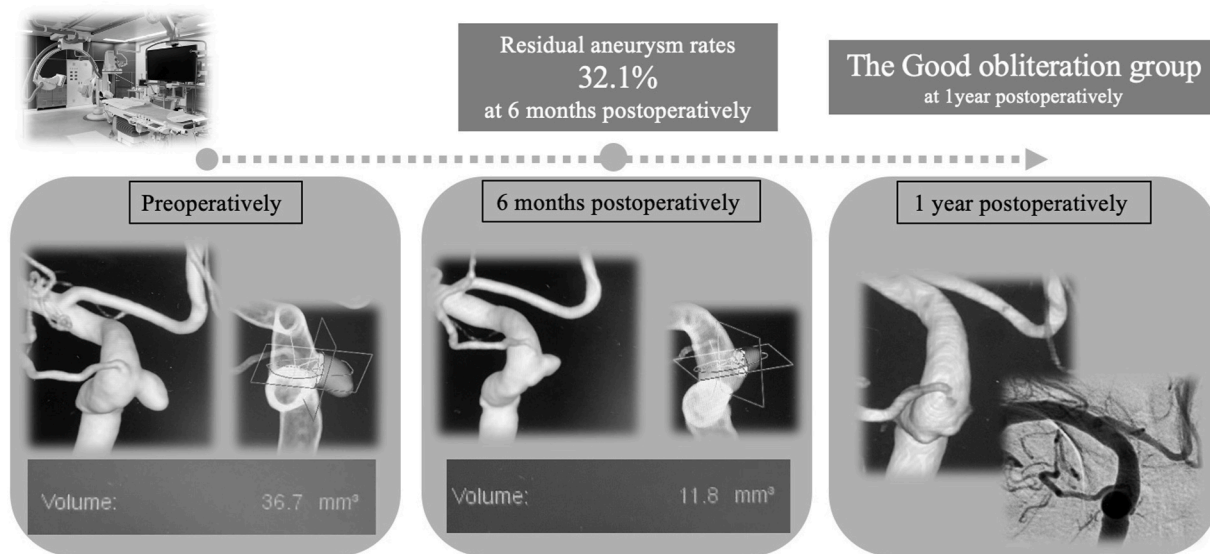 Residual aneurysm rates
32.1%
at 6 months postoperatively
The Good obliteration group
at 1year postoperatively
Preoperatively
6 months postoperatively
1 year postoperatively
Volume: 36.7 mm³
Volume: 11.8 mm³